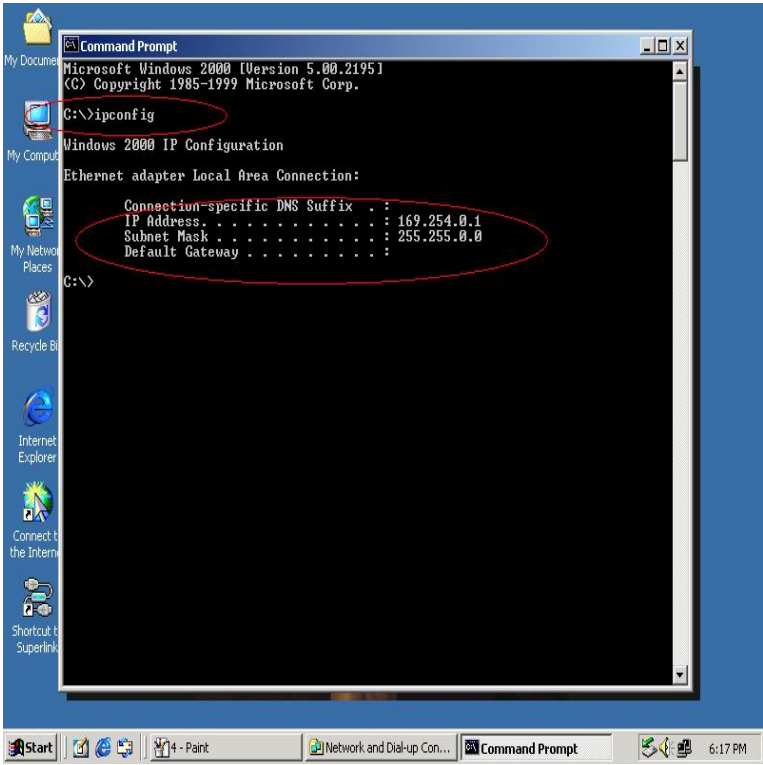 My Docume
Command Prompt
Microsoft Windows 2000 [Version 5.00.2195]
(C) Copyright 1985-1999 Microsoft Corp.
C:\>ipconfig
My Comput
Windows 2000 IP Configuration
Ethernet adapter Local Area Connection:
Connection-specific DNS Suffix . :
IP Address. . . . . . . . . . . . : 169.254.0.1
Subnet Mask . . . . . . . . . . . : 255.255.0.0
Default Gateway . . . . . . . . . :
My Networ
Places
C:\>
Recycle Bi
Internet
Explorer
Connect t
the Intern
Shortcut t
Superlink
Start
4 - Paint
Network and Dial-up Con...
Command Prompt
6:17 PM